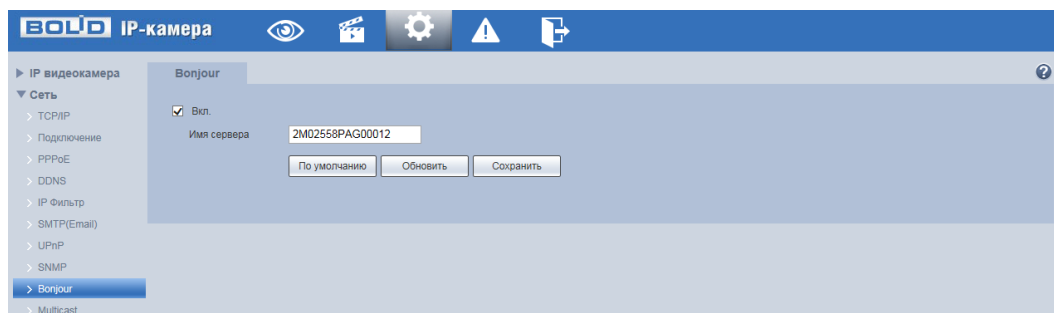 BOLID IP-камера
IP видеокамера
Сеть
TCP/IP
Подключение
PPPoE
DDNS
IP Фильтр
SMTP(Email)
UPnP
SNMP
Bonjour
Multicast
Bonjour
Вкл.
Имя сервера 2M02558PAG00012
По умолчанию Обновить Сохранить